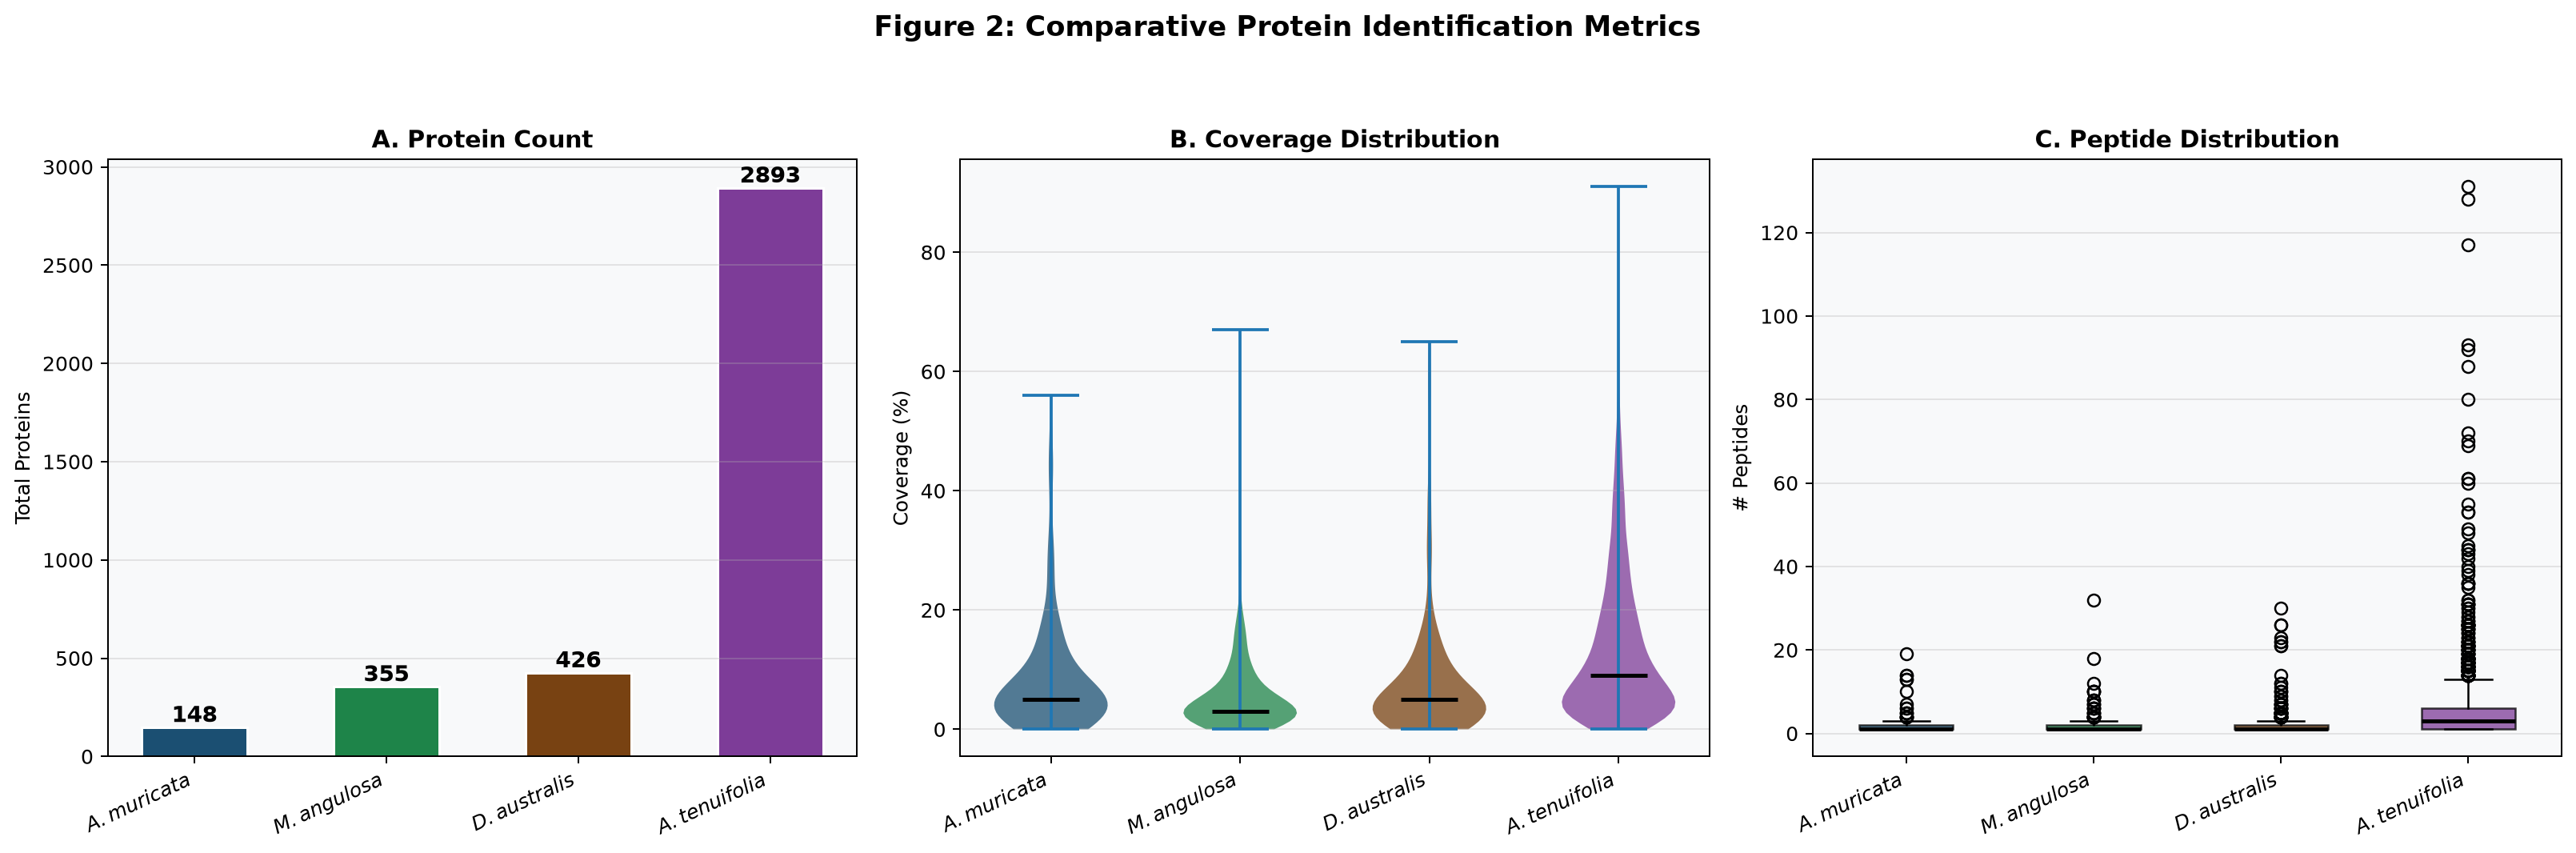 Figure 2: Comparative Protein Identification Metrics
A. Protein Count
Total Proteins
3000
2500
2000
1500
1000
500
0
148
355
426
2893
A. muricata
M. angulosa
D. australis
A. tenuifolia
B. Coverage Distribution
Coverage (%)
80
60
40
20
0
A. muricata
M. angulosa
D. australis
A. tenuifolia
C. Peptide Distribution
# Peptides
120
100
80
60
40
20
0
A. muricata
M. angulosa
D. australis
A. tenuifolia